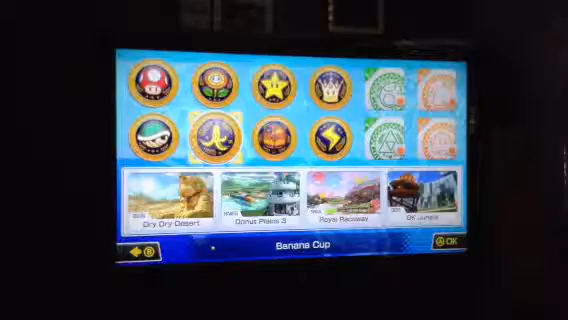 Dry Dry Desert
Donut Plains 3
Royal Raceway
DK Jungle
Banana Cup
B
A OK